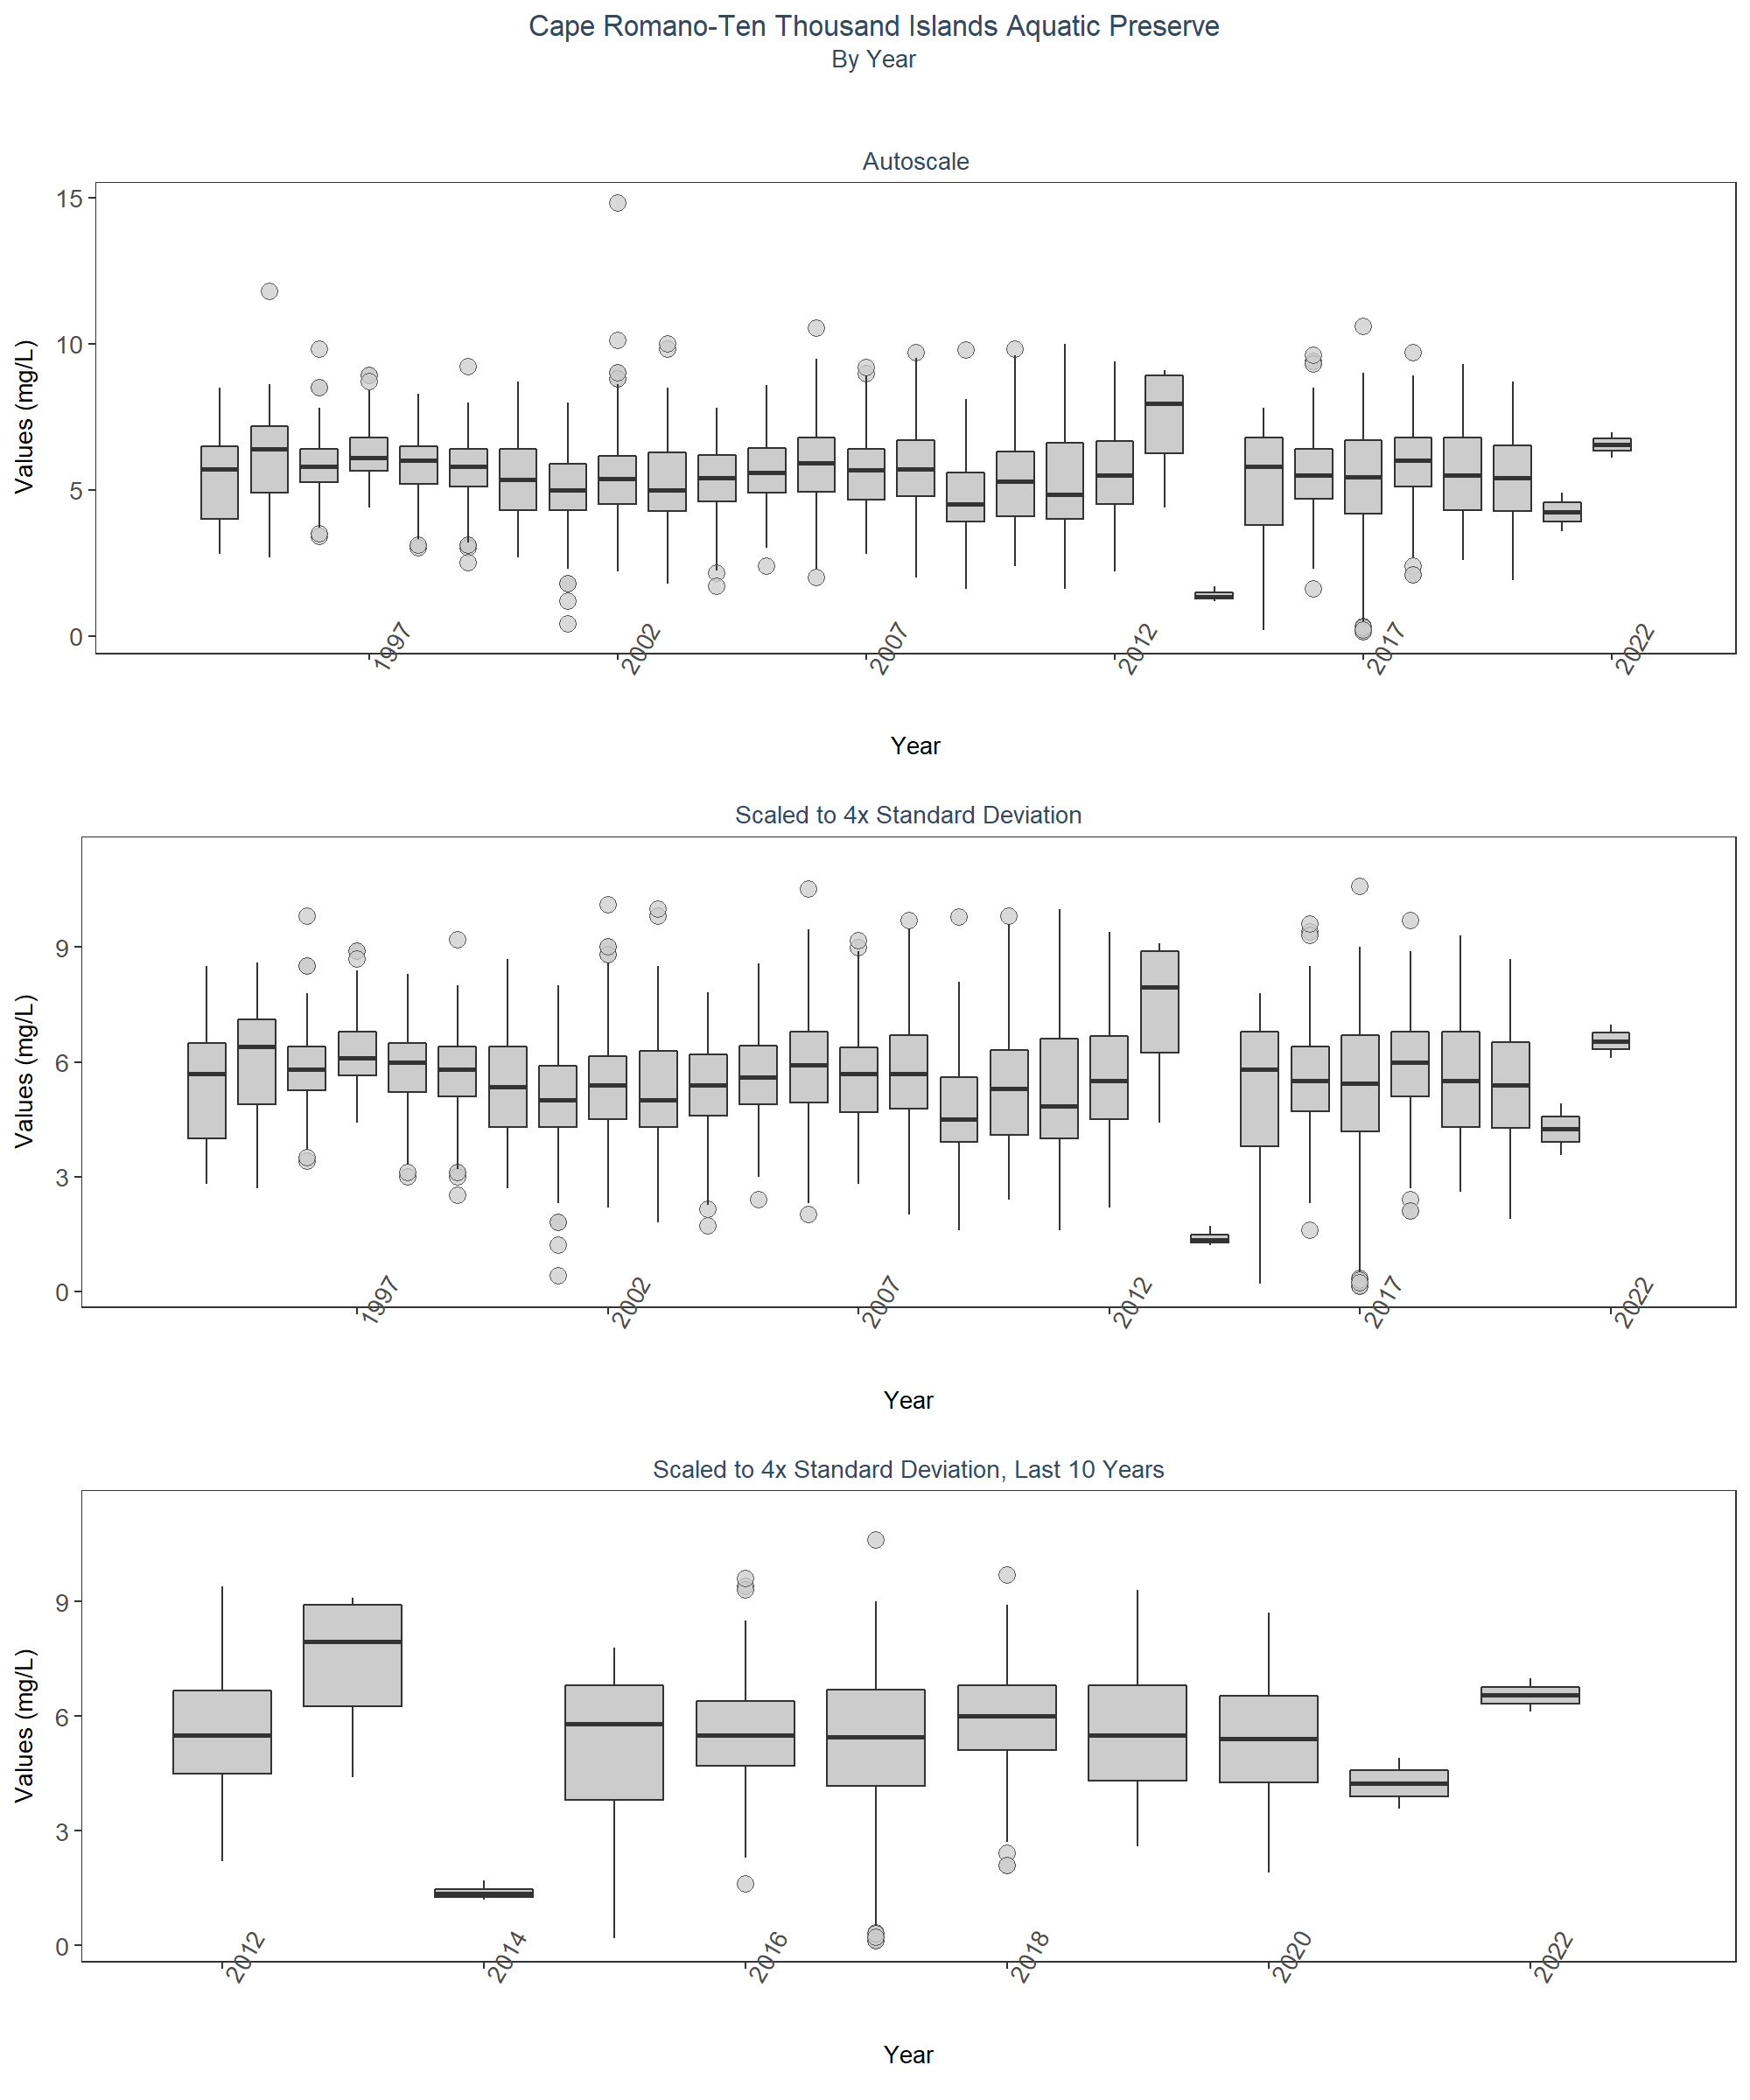 Cape Romano-Ten Thousand Islands Aquatic Preserve
By Year
Autoscale
Values (mg/L)
15
10
5
0
1997
2002
2007
2012
2017
2022
Year
Scaled to 4x Standard Deviation
Values (mg/L)
9
6
3
0
1997
2002
2007
2012
2017
2022
Year
Scaled to 4x Standard Deviation, Last 10 Years
Values (mg/L)
9
6
3
0
2012
2014
2016
2018
2020
2022
Year